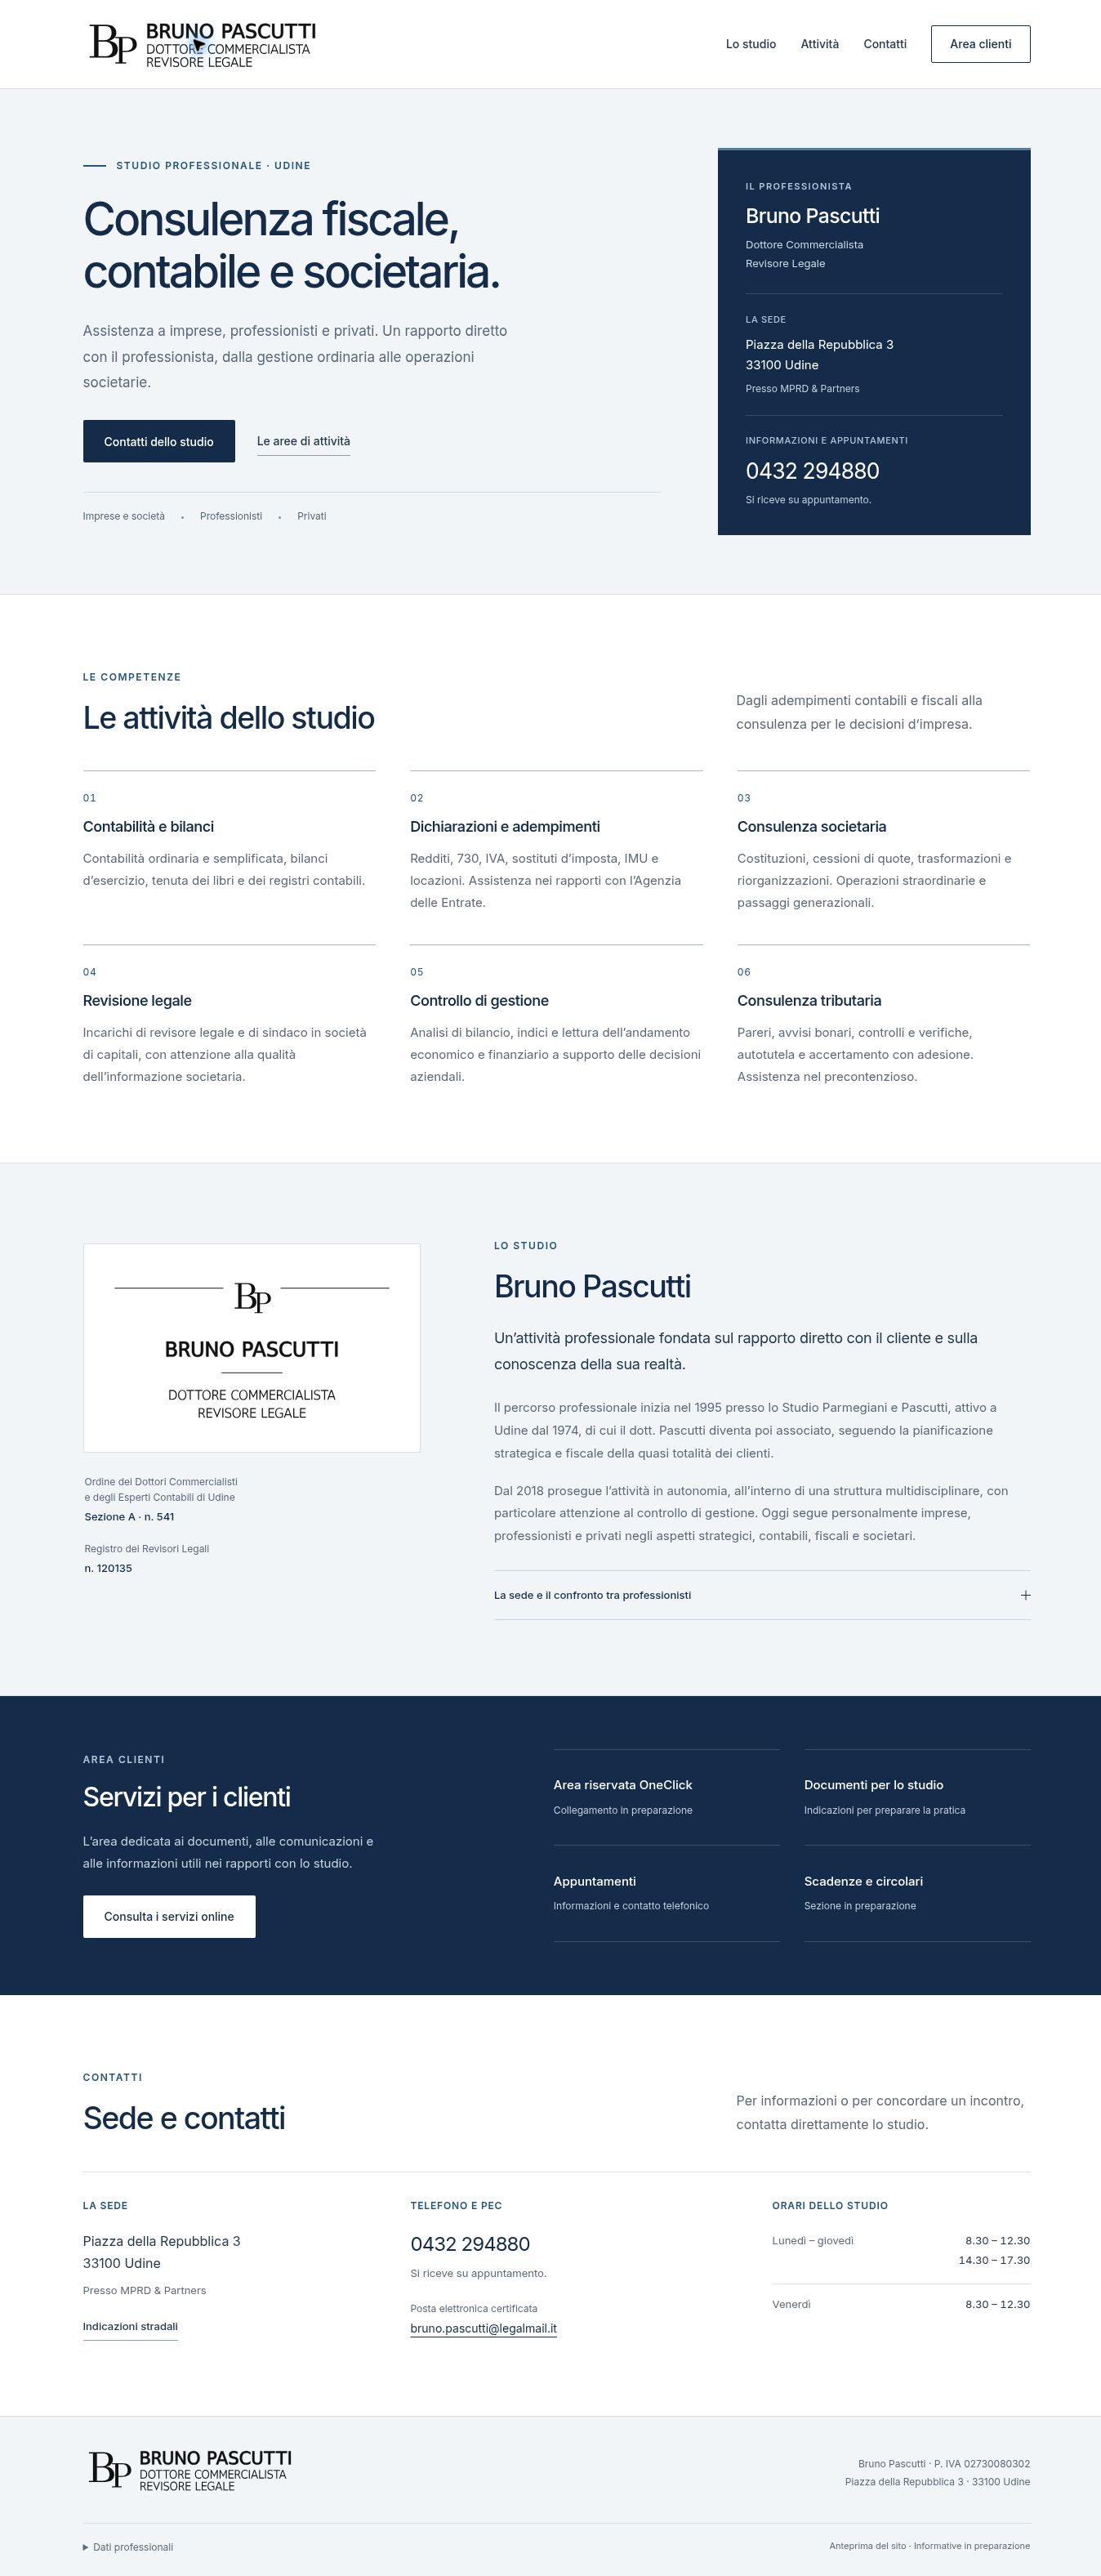 Bp BRUNO PASCUTTI
DOTTORE COMMERCIALISTA
REVISORE LEGALE
Lo studio
Attività
Contatti
Area clienti
STUDIO PROFESSIONALE · UDINE
Consulenza fiscale,
contabile e societaria.
Assistenza a imprese, professionisti e privati. Un rapporto diretto
con il professionista, dalla gestione ordinaria alle operazioni
societarie.
Contatti dello studio
Le aree di attività
Imprese e società • Professionisti • Privati
IL PROFESSIONISTA
Bruno Pascutti
Dottore Commercialista
Revisore Legale
LA SEDE
Piazza della Repubblica 3
33100 Udine
Presso MPRD & Partners
INFORMAZIONI E APPUNTAMENTI
0432 294880
Si riceve su appuntamento.
LE COMPETENZE
Le attività dello studio
Dagli adempimenti contabili e fiscali alla
consulenza per le decisioni d’impresa.
01
Contabilità e bilanci
Contabilità ordinaria e semplificata, bilanci
d’esercizio, tenuta dei libri e dei registri contabili.
02
Dichiarazioni e adempimenti
Redditi, 730, IVA, sostituti d’imposta, IMU e
locazioni. Assistenza nei rapporti con l’Agenzia
delle Entrate.
03
Consulenza societaria
Costituzioni, cessioni di quote, trasformazioni e
riorganizzazioni. Operazioni straordinarie e
passaggi generazionali.
04
Revisione legale
Incarichi di revisore legale e di sindaco in società
di capitali, con attenzione alla qualità
dell’informazione societaria.
05
Controllo di gestione
Analisi di bilancio, indici e lettura dell’andamento
economico e finanziario a supporto delle decisioni
aziendali.
06
Consulenza tributaria
Pareri, avvisi bonari, controlli e verifiche,
autotutela e accertamento con adesione.
Assistenza nel precontenzioso.
Bp
BRUNO PASCUTTI
DOTTORE COMMERCIALISTA
REVISORE LEGALE
Ordine dei Dottori Commercialisti
e degli Esperti Contabili di Udine
Sezione A · n. 541
Registro dei Revisori Legali
n. 120135
LO STUDIO
Bruno Pascutti
Un’attività professionale fondata sul rapporto diretto con il cliente e sulla
conoscenza della sua realtà.
Il percorso professionale inizia nel 1995 presso lo Studio Parmegiani e Pascutti, attivo a
Udine dal 1974, di cui il dott. Pascutti diventa poi associato, seguendo la pianificazione
strategica e fiscale della quasi totalità dei clienti.
Dal 2018 prosegue l’attività in autonomia, all’interno di una struttura multidisciplinare, con
particolare attenzione al controllo di gestione. Oggi segue personalmente imprese,
professionisti e privati negli aspetti strategici, contabili, fiscali e societari.
La sede e il confronto tra professionisti +
AREA CLIENTI
Servizi per i clienti
L’area dedicata ai documenti, alle comunicazioni e
alle informazioni utili nei rapporti con lo studio.
Consulta i servizi online
Area riservata OneClick
Collegamento in preparazione
Documenti per lo studio
Indicazioni per preparare la pratica
Appuntamenti
Informazioni e contatto telefonico
Scadenze e circolari
Sezione in preparazione
CONTATTI
Sede e contatti
Per informazioni o per concordare un incontro,
contatta direttamente lo studio.
LA SEDE
Piazza della Repubblica 3
33100 Udine
Presso MPRD & Partners
Indicazioni stradali
TELEFONO E PEC
0432 294880
Si riceve su appuntamento.
Posta elettronica certificata
bruno.pascutti@legalmail.it
ORARI DELLO STUDIO
Lunedì – giovedì 8.30 – 12.30
14.30 – 17.30
Venerdì 8.30 – 12.30
Bp BRUNO PASCUTTI
DOTTORE COMMERCIALISTA
REVISORE LEGALE
Bruno Pascutti · P. IVA 02730080302
Piazza della Repubblica 3 · 33100 Udine
Dati professionali
Anteprima del sito · Informative in preparazione